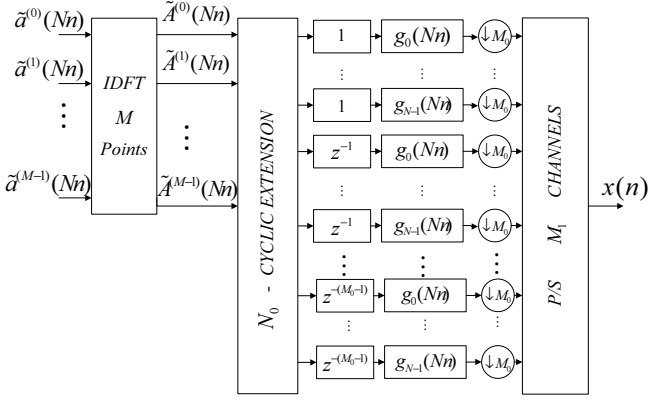 ã^{(0)}(Nn)
ã^{(1)}(Nn)
⋮
ã^{(M-1)}(Nn)
IDFT
M
Points
Ã^{(0)}(Nn)
Ã^{(1)}(Nn)
⋮
Ã^{(M-1)}(Nn)
N_0 - CYCLIC EXTENSION
1 g_0(Nn) ↓M_0
⋯
1 g_{N-1}(Nn) ↓M_0
z^{-1} g_0(Nn) ↓M_0
⋯
z^{-1} g_{N-1}(Nn) ↓M_0
⋮
z^{-(M_0-1)} g_0(Nn) ↓M_0
⋯
z^{-(M_0-1)} g_{N-1}(Nn) ↓M_0
P/S M_1 CHANNELS
x(n)